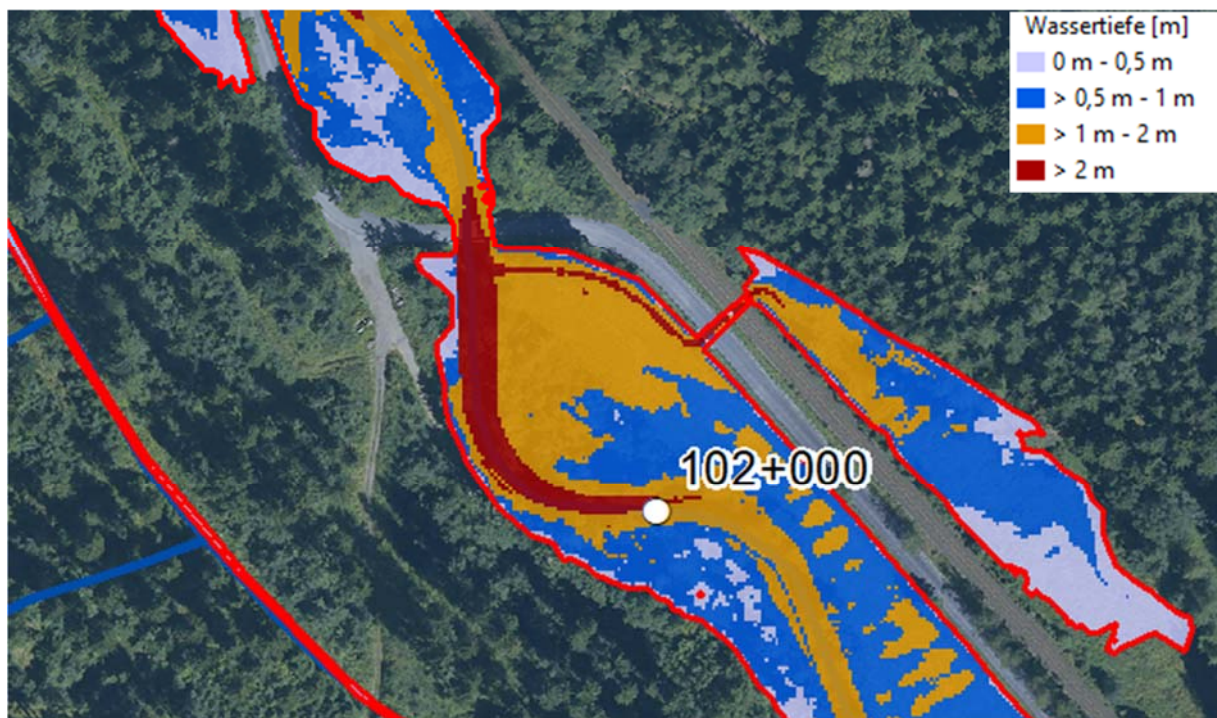 Wassertiefe [m]
0 m - 0,5 m
> 0,5 m - 1 m
> 1 m - 2 m
> 2 m
102+000